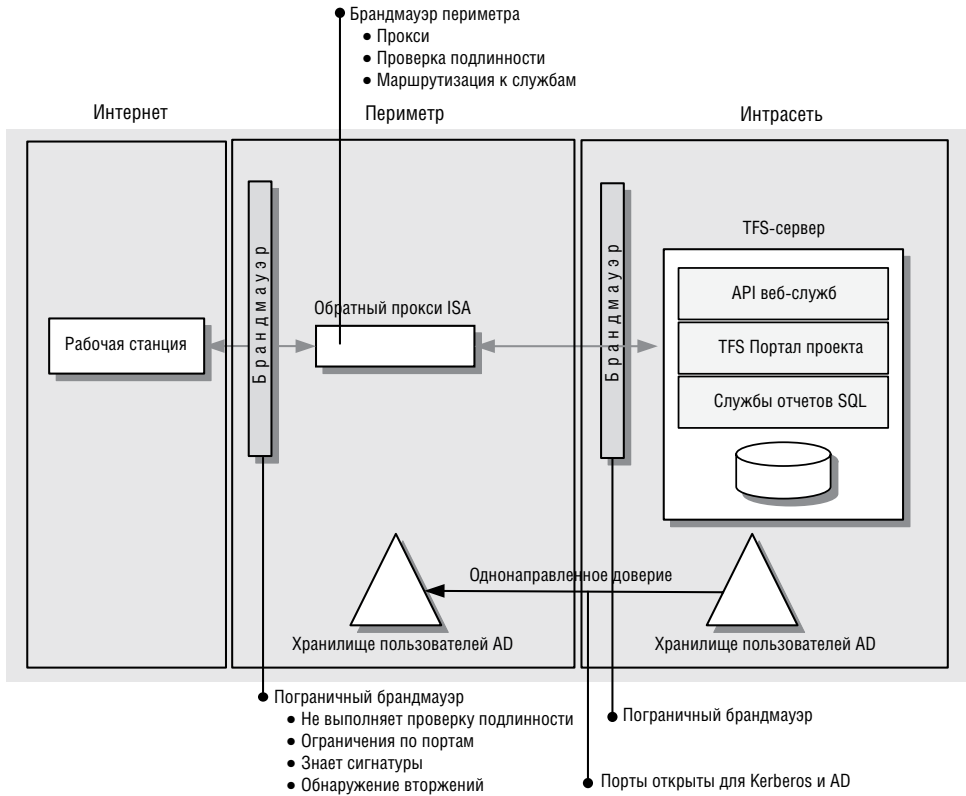 Брандмауэр периметра
• Прокси
• Проверка подлинности
• Маршрутизация к службам
Интернет
Периметр
Интрасеть
Брандмауэр
Брандмауэр
TFS-сервер
API веб-служб
Обратный прокси ISA
Рабочая станция
TFS Портал проекта
Службы отчетов SQL
Однонаправленное доверие
Хранилище пользователей AD
Хранилище пользователей AD
Пограничный брандмауэр
• Не выполняет проверку подлинности
• Ограничения по портам
• Знает сигнатуры
• Обнаружение вторжений
Пограничный брандмауэр
Порты открыты для Kerberos и AD